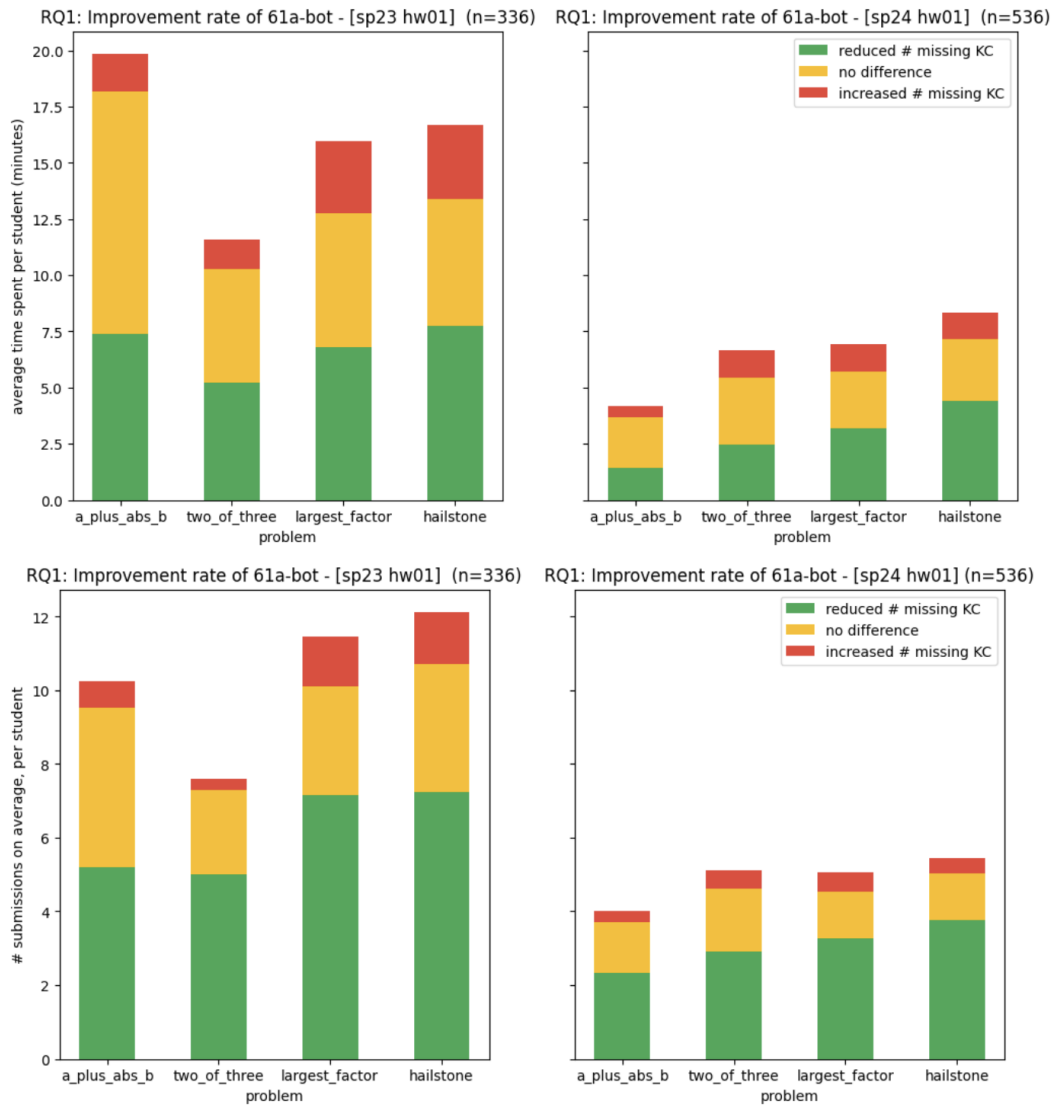 RQ1: Improvement rate of 61a-bot - [sp23 hw01]  (n=336)
RQ1: Improvement rate of 61a-bot - [sp24 hw01]  (n=536)
average time spent per student (minutes)
20.0
17.5
15.0
12.5
10.0
7.5
5.0
2.5
0.0
a_plus_abs_b
two_of_three
largest_factor
hailstone
problem
reduced # missing KC
no difference
increased # missing KC
a_plus_abs_b
two_of_three
largest_factor
hailstone
problem
RQ1: Improvement rate of 61a-bot - [sp23 hw01]  (n=336)
RQ1: Improvement rate of 61a-bot - [sp24 hw01] (n=536)
# submissions on average, per student
12
10
8
6
4
2
0
a_plus_abs_b
two_of_three
largest_factor
hailstone
problem
reduced # missing KC
no difference
increased # missing KC
a_plus_abs_b
two_of_three
largest_factor
hailstone
problem